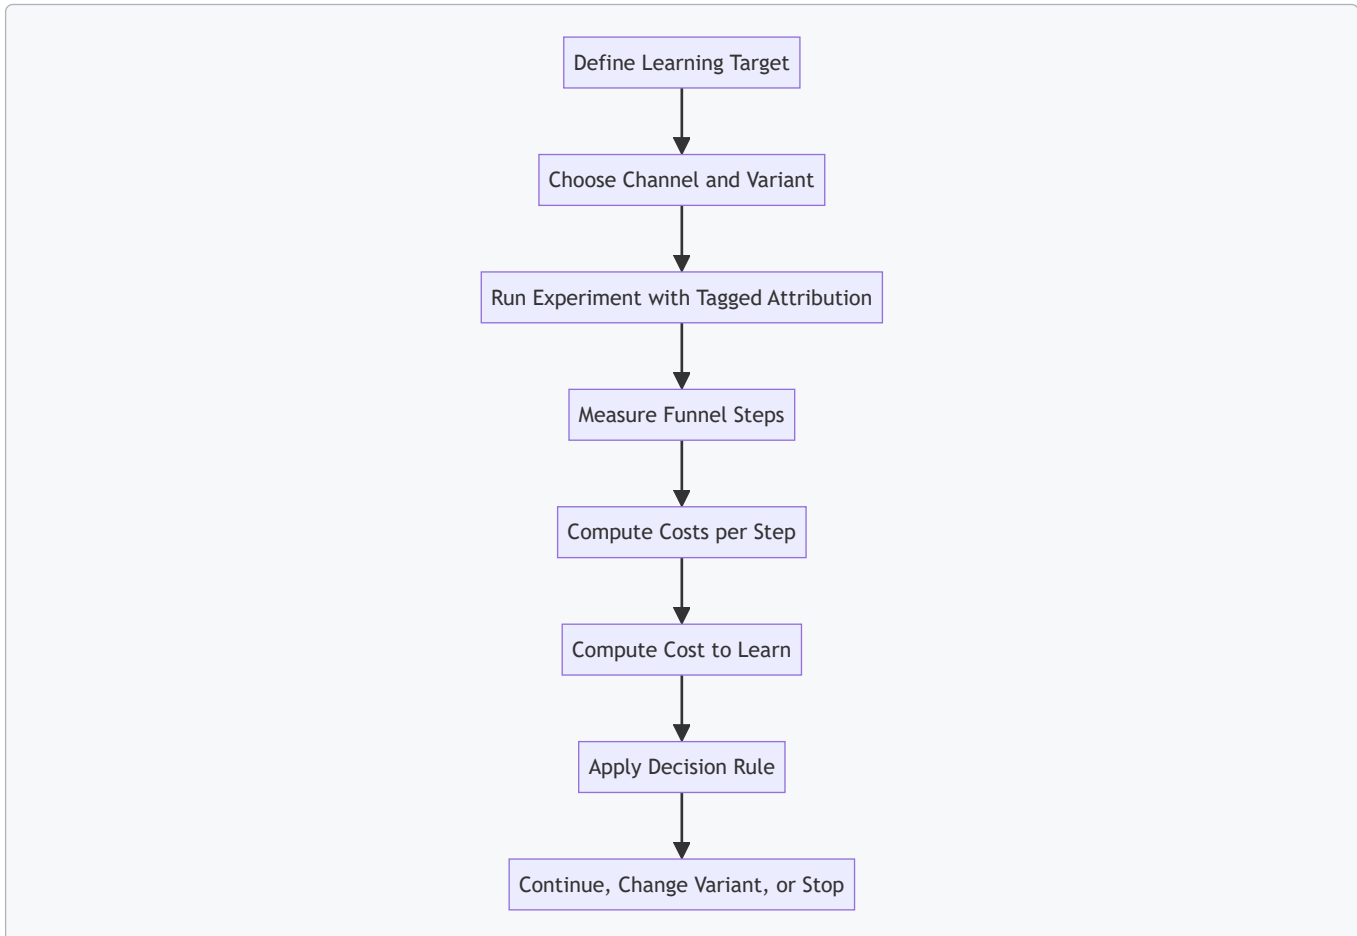 Define Learning Target
Choose Channel and Variant
Run Experiment with Tagged Attribution
Measure Funnel Steps
Compute Costs per Step
Compute Cost to Learn
Apply Decision Rule
Continue, Change Variant, or Stop